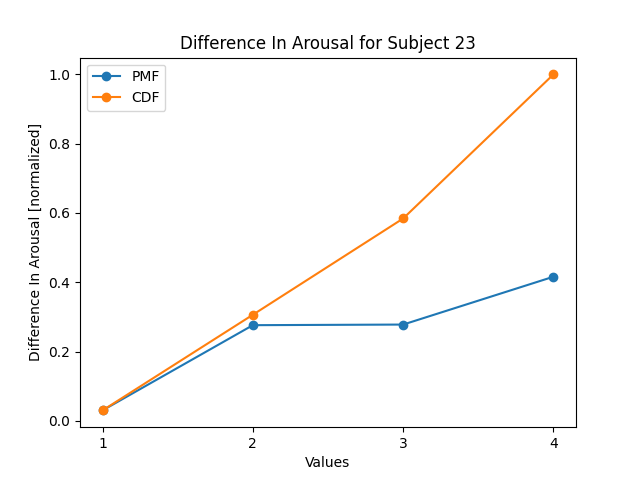 Difference In Arousal for Subject 23
PMF
CDF
Difference In Arousal [normalized]
1.0
0.8
0.6
0.4
0.2
0.0
1 2 3 4
Values